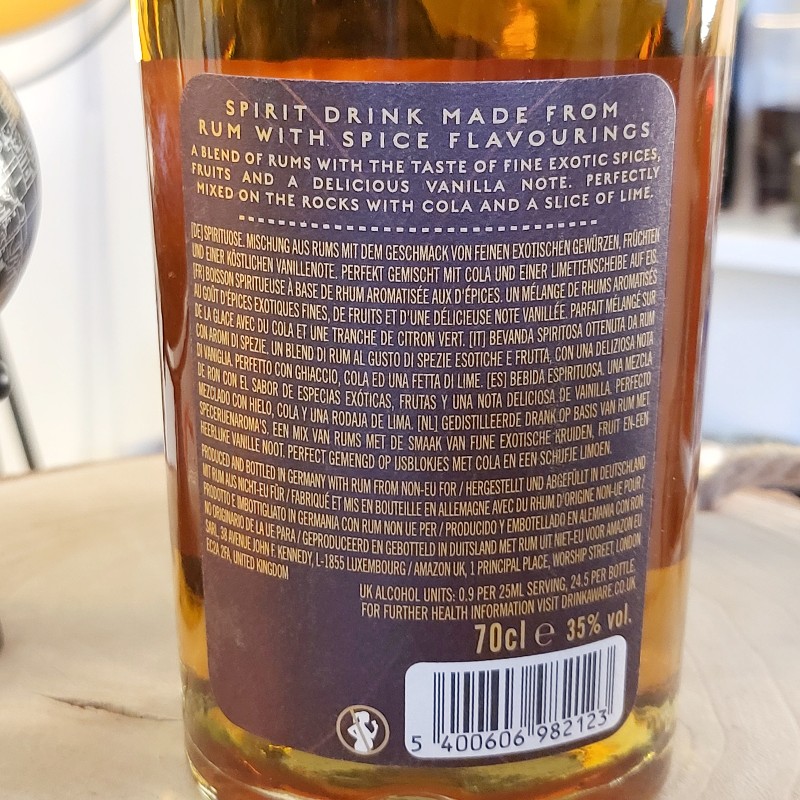 SPIRIT DRINK MADE FROM
RUM WITH SPICE FLAVOURINGS
A BLEND OF RUMS WITH THE TASTE OF FINE EXOTIC SPICES,
FRUITS AND A DELICIOUS VANILLA NOTE. PERFECTLY
MIXED ON THE ROCKS WITH COLA AND A SLICE OF LIME.
[DE] SPIRITUOSE. MISCHUNG AUS RUMS MIT DEM GESCHMACK VON FEINEN EXOTISCHEN GEWÜRZEN, FRÜCHTEN
UND EINER KÖSTLICHEN VANILLENOTE. PERFEKT GEMISCHT MIT COLA UND EINER LIMETTENSCHEIBE AUF EIS.
[FR] BOISSON SPIRITUEUSE À BASE DE RHUM AROMATISÉE AUX D'ÉPICES. UN MÉLANGE DE RHUMS AROMATISÉS
AU GOÛT D'ÉPICES EXOTIQUES FINES, DE FRUITS ET D'UNE DÉLICIEUSE NOTE VANILLÉE. PARFAIT MÉLANGÉ SUR
DE LA GLACE AVEC DU COLA ET UNE TRANCHE DE CITRON VERT. [IT] BEVANDA SPIRITOSA OTTENUTA DA RUM
CON AROMI DI SPEZIE. UN BLEND DI RUM AL GUSTO DI SPEZIE ESOTICHE E FRUTTA, CON UNA DELIZIOSA NOTA
DI VANIGLIA. PERFETTO CON GHIACCIO, COLA ED UNA FETTA DI LIME. [ES] BEBIDA ESPIRITUOSA. UNA MEZCLA
DE RON CON EL SABOR DE ESPECIAS EXÓTICAS, FRUTAS Y UNA NOTA DELICIOSA DE VAINILLA. PERFECTO
MEZCLADO CON HIELO, COLA Y UNA RODAJA DE LIMA. [NL] GEDISTILLEERDE DRANK OP BASIS VAN RUM MET
SPECERIJENAROMA'S. EEN MIX VAN RUMS MET DE SMAAK VAN FIJNE EXOTISCHE KRUIDEN, FRUIT EN EEN
HEERLIJKE VANILLE NOOT. PERFECT GEMENGD OP IJSBLOKJES MET COLA EN EEN SCHIJFJE LIMOEN.
PRODUCED AND BOTTLED IN GERMANY WITH RUM FROM NON-EU FOR / HERGESTELLT UND ABGEFÜLLT IN DEUTSCHLAND
MIT RUM AUS NICHT-EU FÜR / FABRIQUÉ ET MIS EN BOUTEILLE EN ALLEMAGNE AVEC DU RHUM D'ORIGINE NON-UE POUR /
PRODOTTO E IMBOTTIGLIATO IN GERMANIA CON RUM NON UE PER / PRODUCIDO Y EMBOTELLADO EN ALEMANIA CON RON
NO ORIGINARIO DE LA UE PARA / GEPRODUCEERD EN GEBOTTELD IN DUITSLAND MET RUM UIT NIET-EU VOOR AMAZON EU
SARL, 38 AVENUE JOHN F. KENNEDY, L-1855 LUXEMBOURG / AMAZON UK, 1 PRINCIPAL PLACE, WORSHIP STREET, LONDON
EC2A 2FA, UNITED KINGDOM
UK ALCOHOL UNITS: 0.9 PER 25ML SERVING, 24.5 PER BOTTLE.
FOR FURTHER HEALTH INFORMATION VISIT DRINKAWARE.CO.UK
70cl e 35% vol.
5 400606 982123